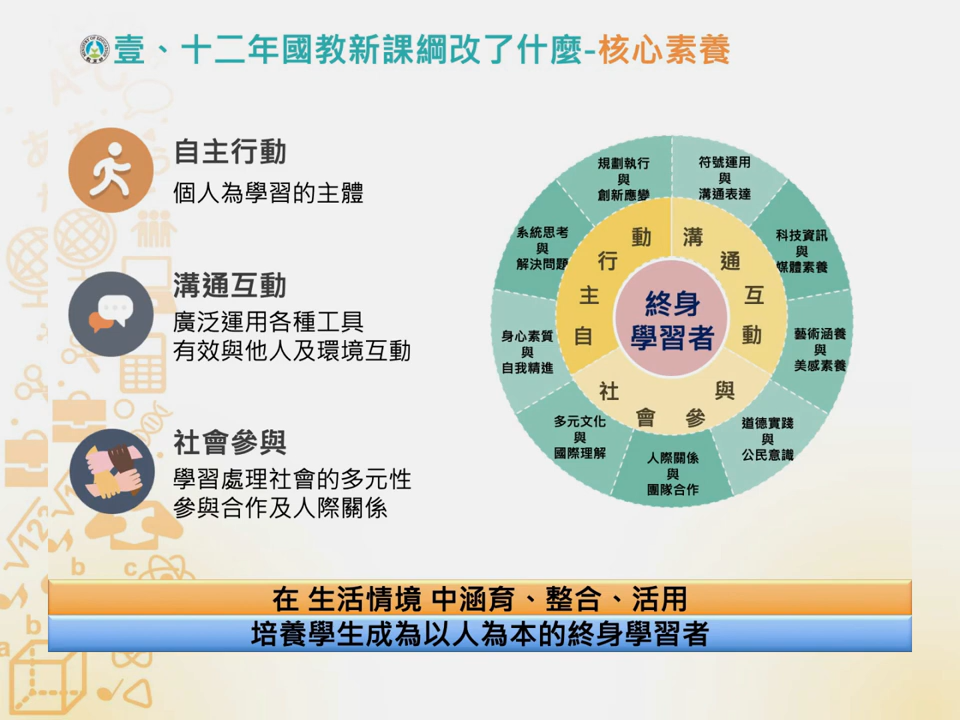 壹、十二年國教新課綱改了什麼-核心素養
自主行動
個人為學習的主體
溝通互動
廣泛運用各種工具
有效與他人及環境互動
社會參與
學習處理社會的多元性
參與合作及人際關係
規劃執行
與
創新應變
符號運用
與
溝通表達
系統思考
與
解決問題
科技資訊
與
媒體素養
身心素質
與
自我精進
藝術涵養
與
美感素養
多元文化
與
國際理解
人際關係
與
團隊合作
道德實踐
與
公民意識
自主行動
溝通互動
社會參與
終身
學習者
在 生活情境 中涵育、整合、活用
培養學生成為以人為本的終身學習者